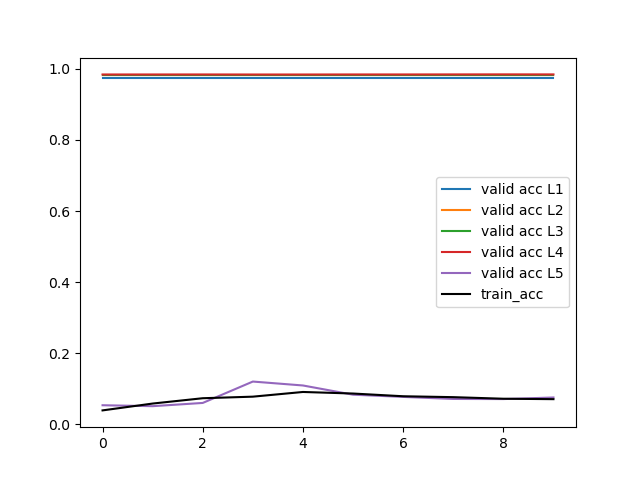 1.0
0.8
0.6
0.4
0.2
0.0
0
2
4
6
8
valid acc L1
valid acc L2
valid acc L3
valid acc L4
valid acc L5
train_acc